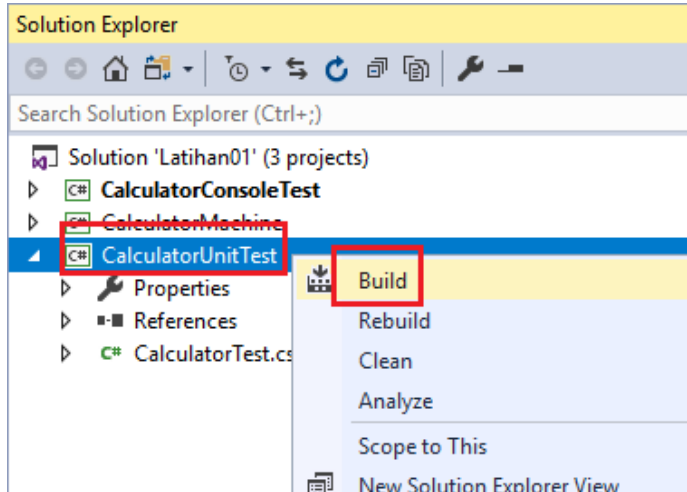 Solution Explorer
Search Solution Explorer (Ctrl+;)
Solution 'Latihan01' (3 projects)
C# CalculatorConsoleTest
C# CalculatorMachine
C# CalculatorUnitTest
Build
Properties
References
Rebuild
C# CalculatorTest.cs
Clean
Analyze
Scope to This
New Solution Explorer View